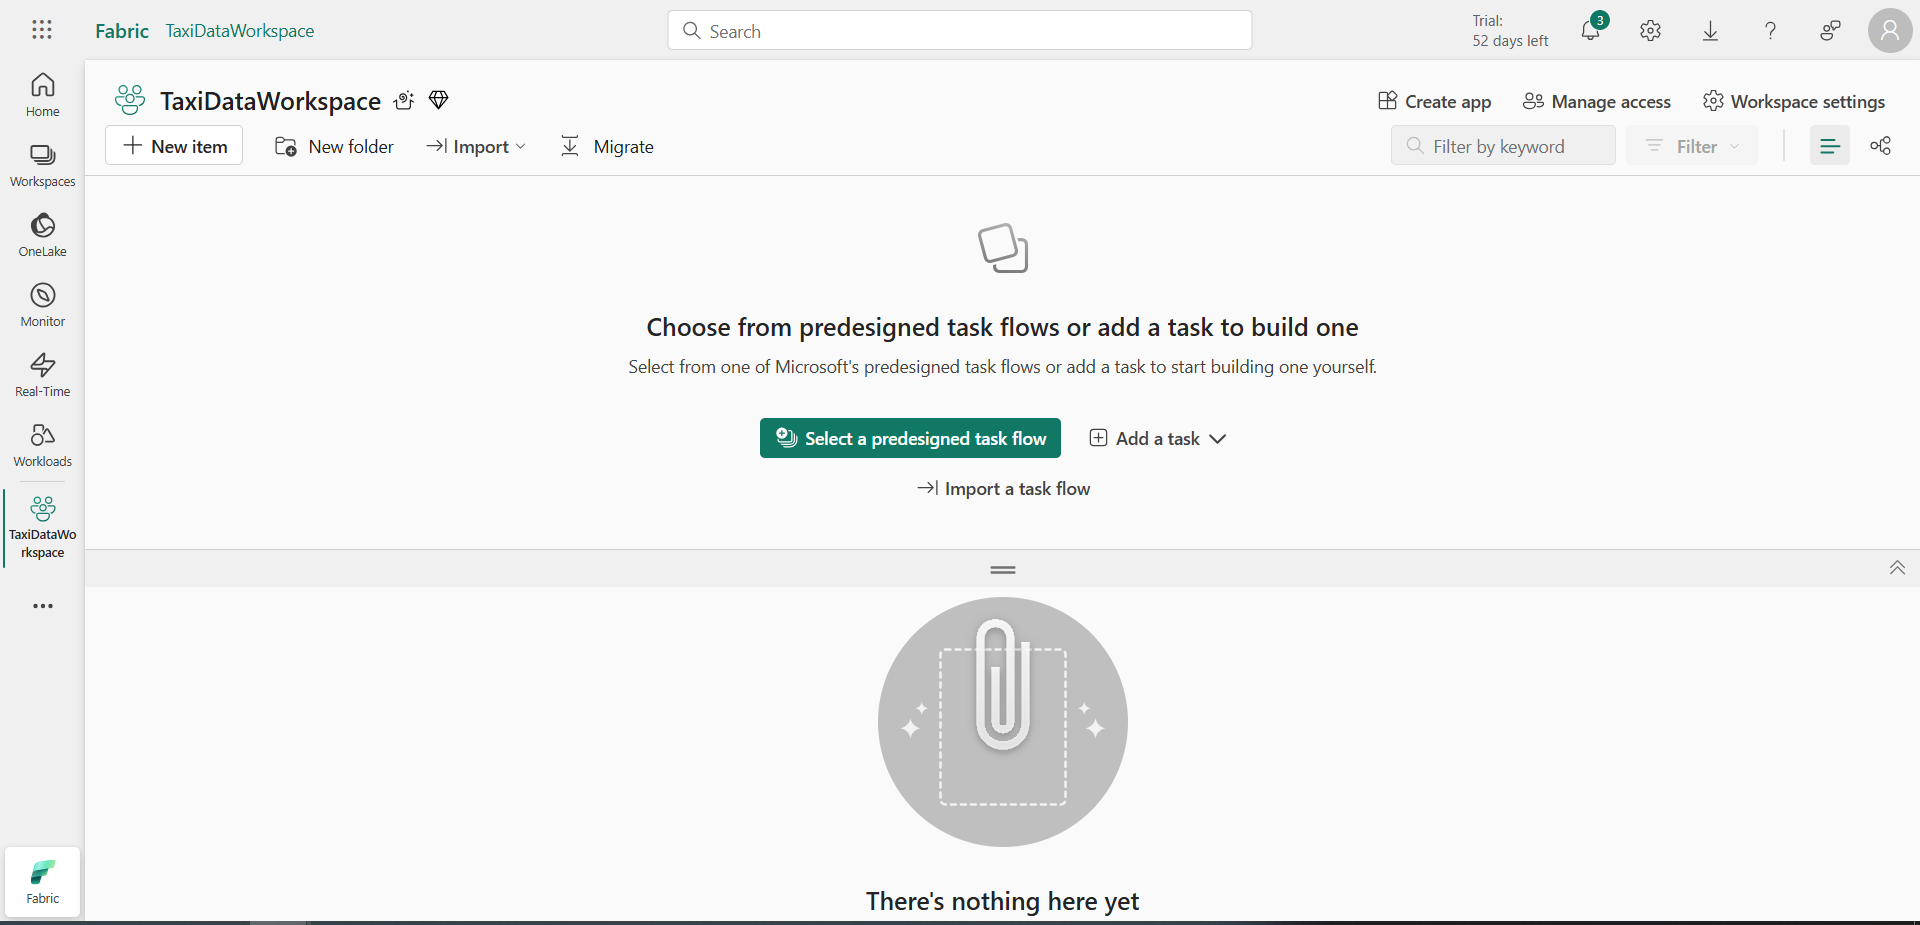 Fabric TaxiDataWorkspace
Search
Trial:
52 days left
3
Home
Workspaces
OneLake
Monitor
Real-Time
Workloads
TaxiDataWo
rkspace
Fabric
TaxiDataWorkspace
Create app Manage access Workspace settings
New item New folder Import Migrate
Filter by keyword Filter
Choose from predesigned task flows or add a task to build one
Select from one of Microsoft's predesigned task flows or add a task to start building one yourself.
Select a predesigned task flow Add a task
Import a task flow
There's nothing here yet